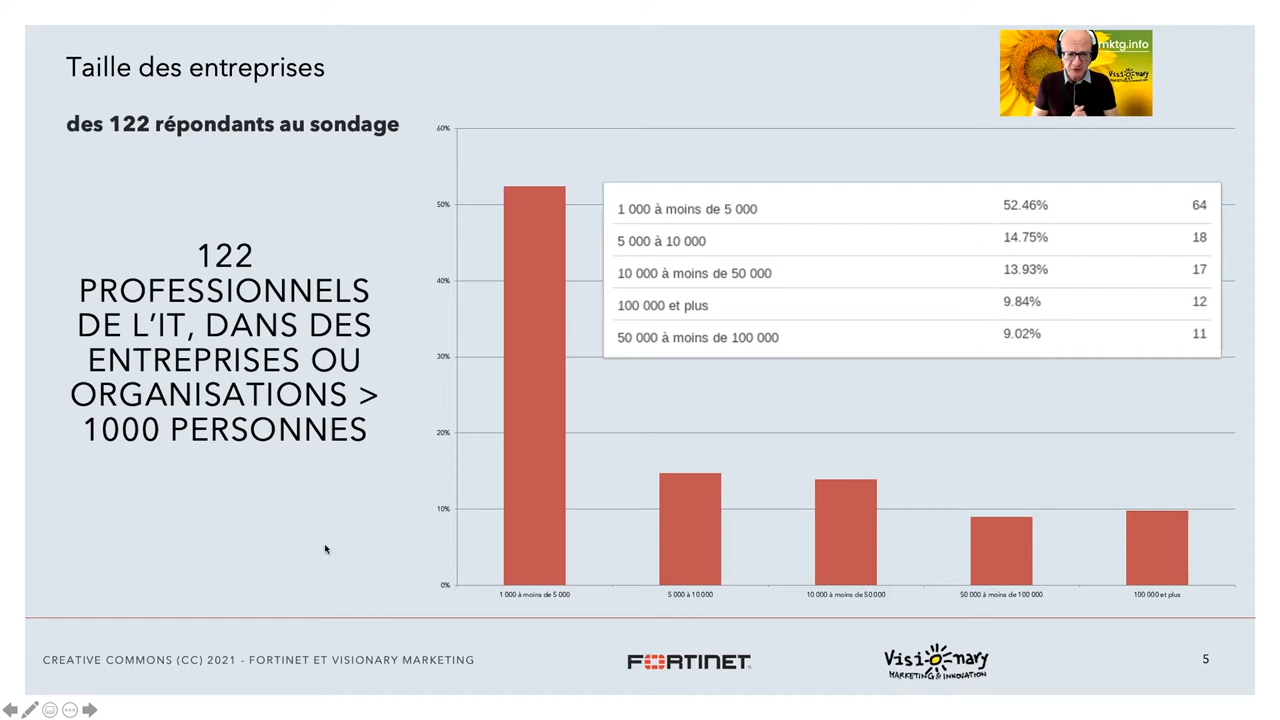 Taille des entreprises
des 122 répondants au sondage
mktg.info
Visionary
122
PROFESSIONNELS
DE L’IT, DANS DES
ENTREPRISES OU
ORGANISATIONS >
1000 PERSONNES
60%
50%
40%
30%
20%
10%
0%
1 000 à moins de 5 000 52.46% 64
5 000 à 10 000 14.75% 18
10 000 à moins de 50 000 13.93% 17
100 000 et plus 9.84% 12
50 000 à moins de 100 000 9.02% 11
1 000 à moins de 5 000 5 000 à 10 000 10 000 à moins de 50 000 50 000 à moins de 100 000 100 000 et plus
CREATIVE COMMONS (CC) 2021 - FORTINET ET VISIONARY MARKETING
FORTINET
Visionary
MARKETING & INNOVATION
5